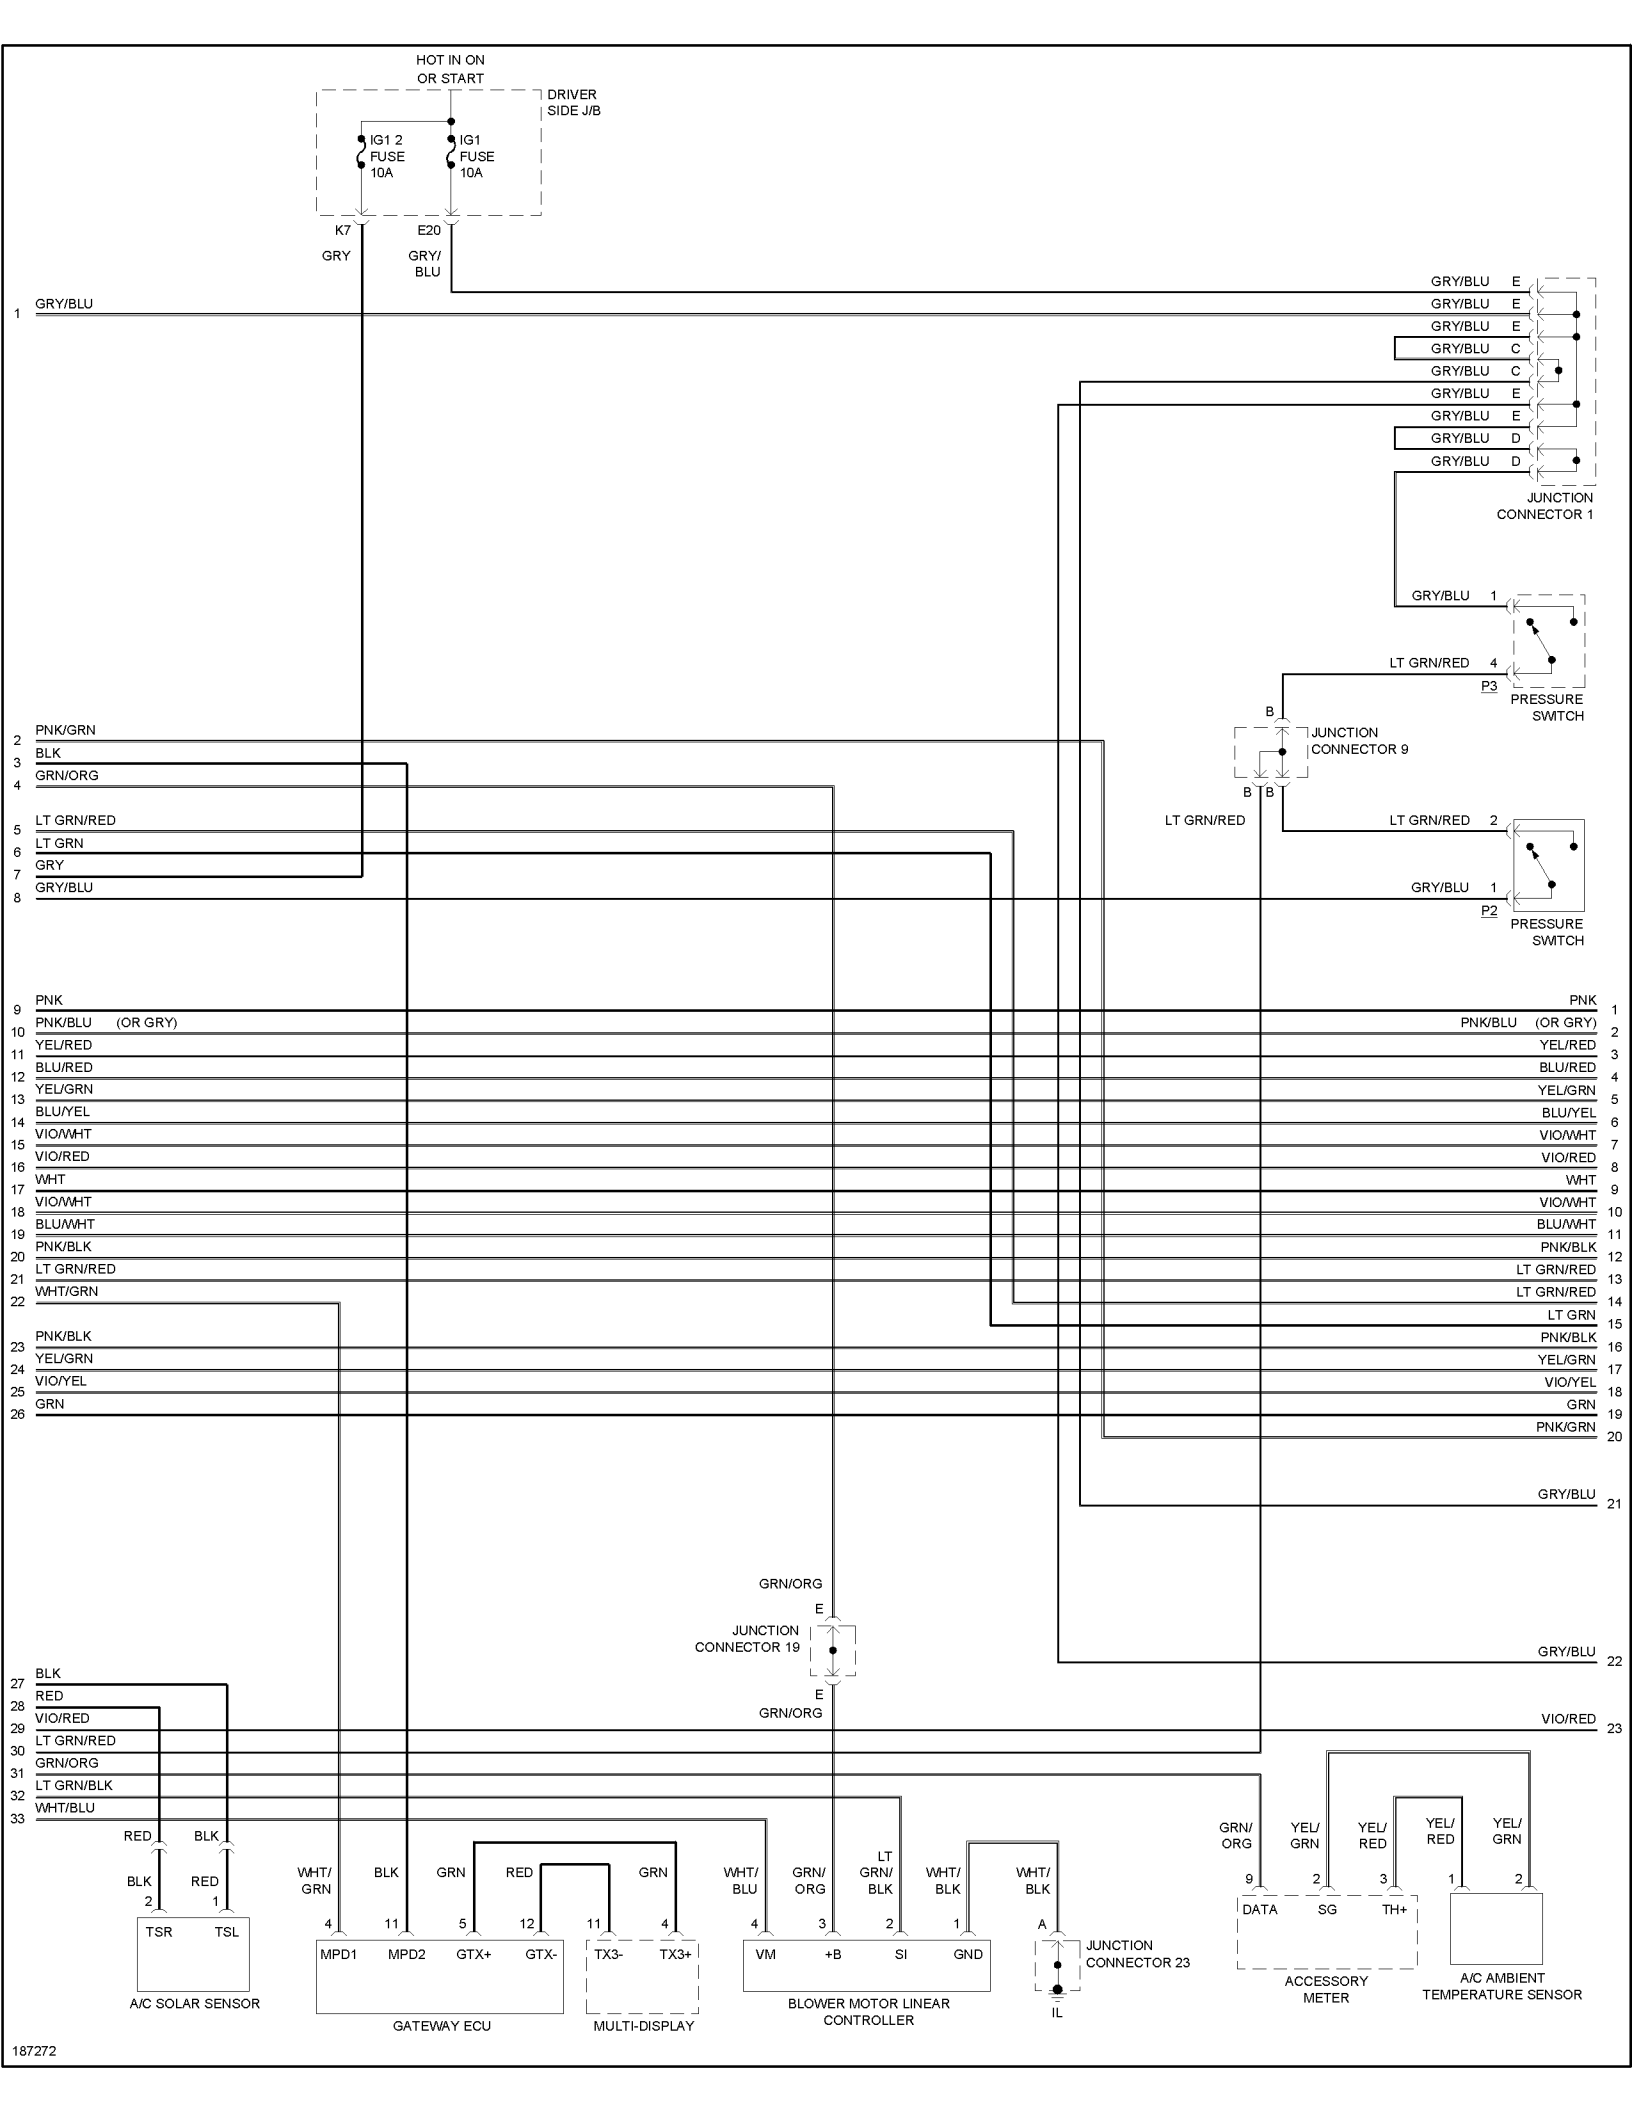 HOT IN ON
OR START
DRIVER
SIDE J/B
IG1 2
FUSE
10A
IG1
FUSE
10A
K7
E20
GRY
GRY/
BLU
GRY/BLU E
1 GRY/BLU
GRY/BLU E
GRY/BLU E
GRY/BLU C
GRY/BLU C
GRY/BLU E
GRY/BLU E
GRY/BLU D
GRY/BLU D
JUNCTION
CONNECTOR 1
GRY/BLU 1
LT GRN/RED 4
P3
PRESSURE
SWITCH
B
JUNCTION
CONNECTOR 9
B B
LT GRN/RED
LT GRN/RED 2
GRY/BLU 1
P2
PRESSURE
SWITCH
2 PNK/GRN
3 BLK
4 GRN/ORG
5 LT GRN/RED
6 LT GRN
7 GRY
8 GRY/BLU
9 PNK PNK 1
10 PNK/BLU (OR GRY) PNK/BLU (OR GRY) 2
11 YEL/RED YEL/RED 3
12 BLU/RED BLU/RED 4
13 YEL/GRN YEL/GRN 5
14 BLU/YEL BLU/YEL 6
15 VIO/WHT VIO/WHT 7
16 VIO/RED VIO/RED 8
17 WHT WHT 9
18 VIO/WHT VIO/WHT 10
19 BLU/WHT BLU/WHT 11
20 PNK/BLK PNK/BLK 12
21 LT GRN/RED LT GRN/RED 13
22 WHT/GRN LT GRN/RED 14
LT GRN 15
23 PNK/BLK PNK/BLK 16
24 YEL/GRN YEL/GRN 17
25 VIO/YEL VIO/YEL 18
26 GRN GRN 19
PNK/GRN 20
GRY/BLU 21
GRN/ORG
E
JUNCTION
CONNECTOR 19
E
GRN/ORG
GRY/BLU 22
27 BLK
28 RED
29 VIO/RED VIO/RED 23
30 LT GRN/RED
31 GRN/ORG
32 LT GRN/BLK
33 WHT/BLU
RED BLK
BLK RED
2 1
TSR TSL
A/C SOLAR SENSOR
WHT/
GRN
BLK
GRN
RED
4 11 5 12
MPD1 MPD2 GTX+ GTX-
GATEWAY ECU
GRN
11 4
TX3- TX3+
MULTI-DISPLAY
WHT/
BLU
GRN/
ORG
LT
GRN/
BLK
WHT/
BLK
4 3 2 1
VM +B SI GND
BLOWER MOTOR LINEAR
CONTROLLER
WHT/
BLK
A
JUNCTION
CONNECTOR 23
IL
GRN/
ORG
YEL/
GRN
YEL/
RED
9 2 3
DATA SG TH+
ACCESSORY
METER
YEL/
RED
YEL/
GRN
1 2
A/C AMBIENT
TEMPERATURE SENSOR
187272